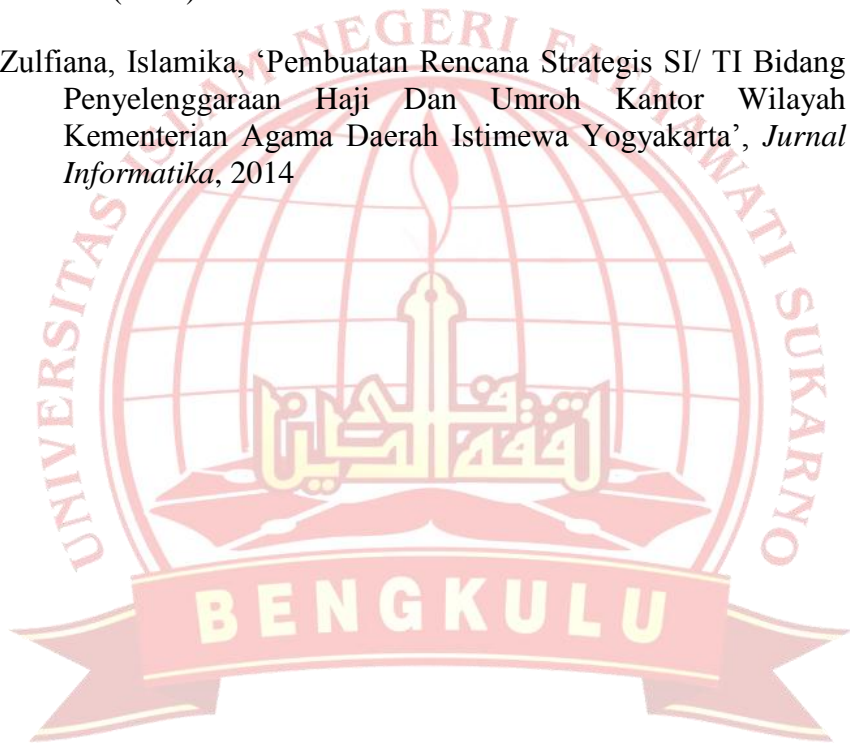 Zulfiana, Islamika, ‘Pembuatan Rencana Strategis SI/ TI Bidang
Penyelenggaraan Haji Dan Umroh Kantor Wilayah
Kementerian Agama Daerah Istimewa Yogyakarta’, Jurnal
Informatika, 2014
UNIVERSITAS ISLAM NEGERI FATMAWATI SUKARNO
BENGKULU